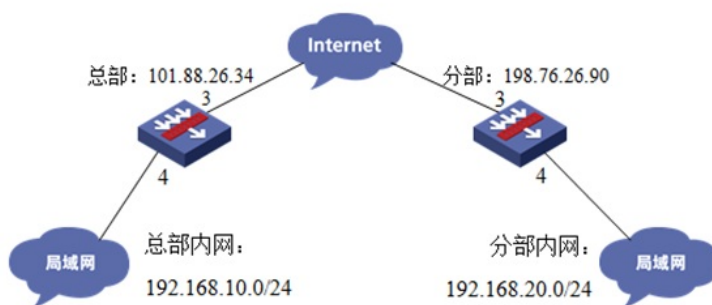 Internet
总部：101.88.26.34
分部：198.76.26.90
3
3
4
4
局域网
总部内网：
192.168.10.0/24
分部内网：
192.168.20.0/24
局域网